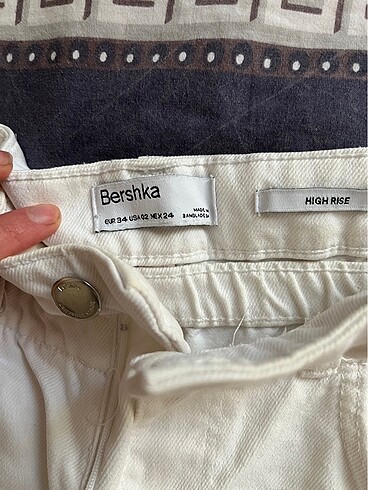 Bershka
EUR 34 USA 02 MEX 24
MADE IN
BANGLADESH
HIGH RISE